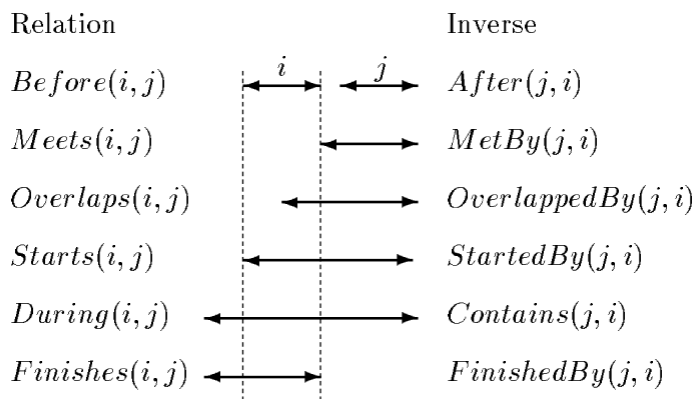 Relation Inverse
Before(i, j) i j After(j, i)
Meets(i, j) MetBy(j, i)
Overlaps(i, j) OverlappedBy(j, i)
Starts(i, j) StartedBy(j, i)
During(i, j) Contains(j, i)
Finishes(i, j) FinishedBy(j, i)